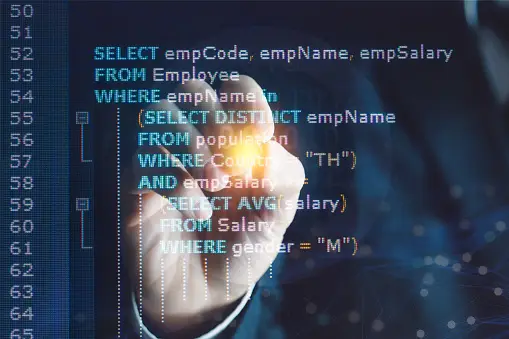 50
51
52 SELECT empCode, empName, empSalary
53 FROM Employee
54 WHERE empName in
55 (SELECT DISTINCT empName
56 FROM population
57 WHERE Country = "TH")
58 AND empSalary
59 (SELECT AVG(salary)
60 FROM Salary
61 WHERE gender = "M")
62
63
64
65